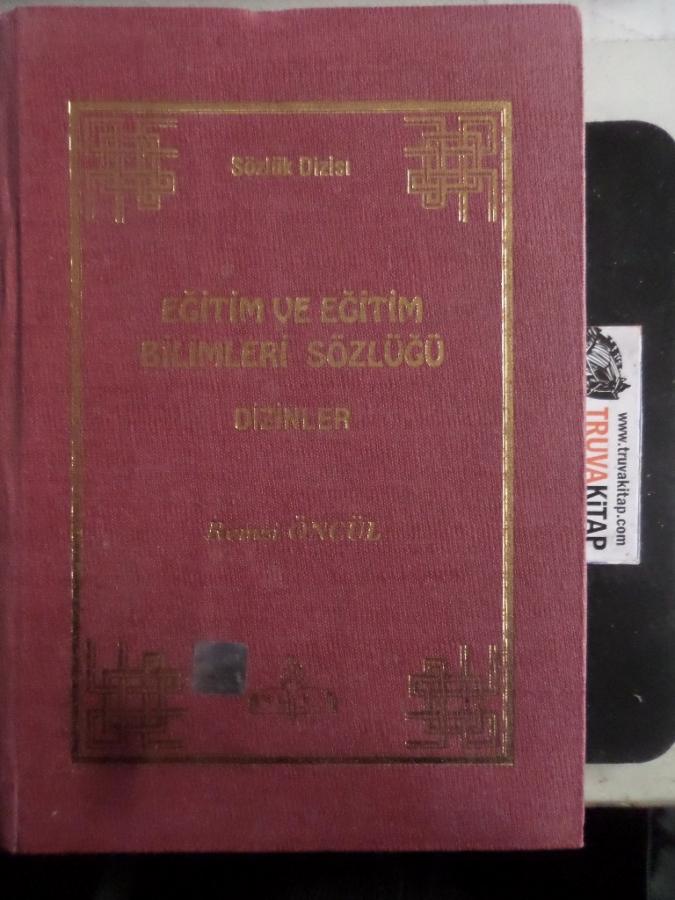 Sözlük Dizisi
EĞİTİM VE EĞİTİM
BİLİMLERİ SÖZLÜĞÜ
DİZİNLER
Remzi ÖNCÜL
www.truvakitap.com
TRUVA
KİTAP